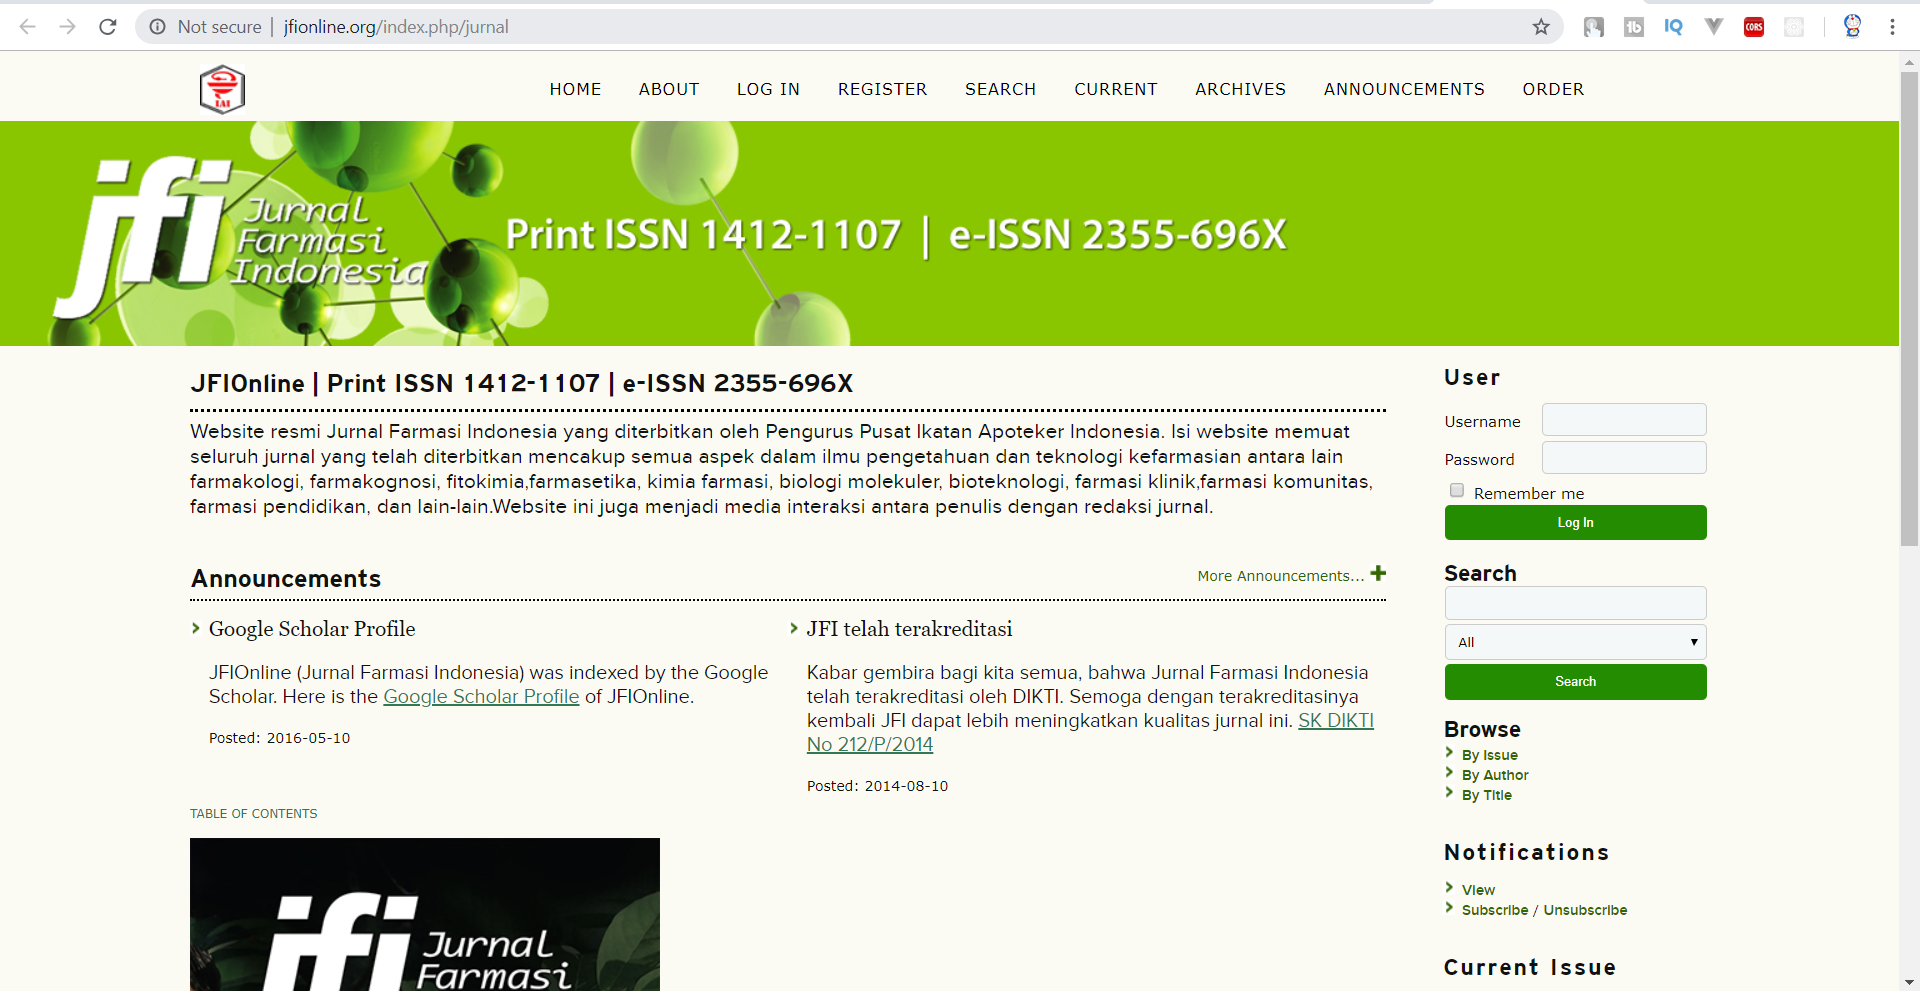 Not secure | jfionline.org/index.php/jurnal
tb
IQ
CORS
IAI
HOME ABOUT LOG IN REGISTER SEARCH CURRENT ARCHIVES ANNOUNCEMENTS ORDER
jfi
Jurnal
Farmasi
Indonesia
Print ISSN 1412-1107 | e-ISSN 2355-696X
JFIOnline | Print ISSN 1412-1107 | e-ISSN 2355-696X
Website resmi Jurnal Farmasi Indonesia yang diterbitkan oleh Pengurus Pusat Ikatan Apoteker Indonesia. Isi website memuat
seluruh jurnal yang telah diterbitkan mencakup semua aspek dalam ilmu pengetahuan dan teknologi kefarmasian antara lain
farmakologi, farmakognosi, fitokimia,farmasetika, kimia farmasi, biologi molekuler, bioteknologi, farmasi klinik,farmasi komunitas,
farmasi pendidikan, dan lain-lain.Website ini juga menjadi media interaksi antara penulis dengan redaksi jurnal.
Announcements
More Announcements...
Google Scholar Profile
JFIOnline (Jurnal Farmasi Indonesia) was indexed by the Google
Scholar. Here is the Google Scholar Profile of JFIOnline.
Posted: 2016-05-10
JFI telah terakreditasi
Kabar gembira bagi kita semua, bahwa Jurnal Farmasi Indonesia
telah terakreditasi oleh DIKTI. Semoga dengan terakreditasinya
kembali JFI dapat lebih meningkatkan kualitas jurnal ini. SK DIKTI
No 212/P/2014
Posted: 2014-08-10
TABLE OF CONTENTS
jfi
Jurnal
Farmasi
User
Username
Password
Remember me
Log In
Search
All
Search
Browse
By Issue
By Author
By Title
Notifications
View
Subscribe / Unsubscribe
Current Issue